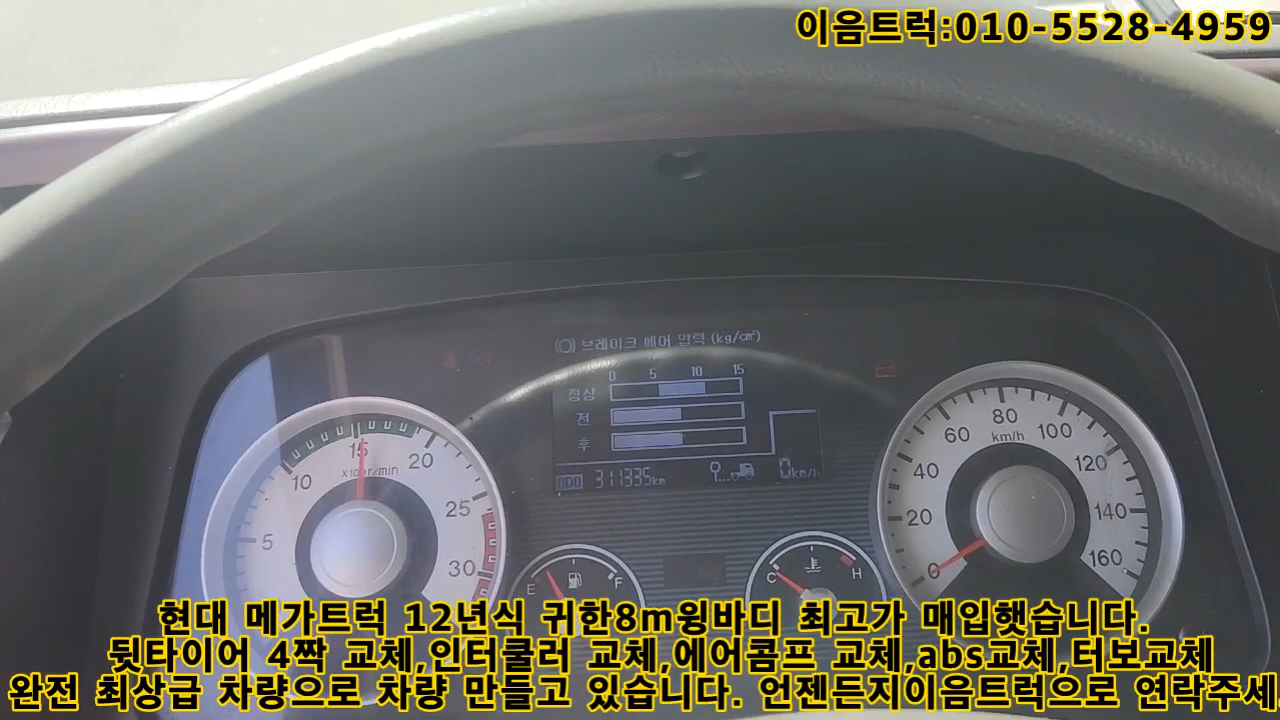 이음트럭:010-5528-4959
(O) 브레이크 에어 압력 (kg/cm²)
0 5 10 15
정상
전
후
ODO 311335km
0km/h
5 10 15 20 25 30
X100r/min
0 20 40 60 80 100 120 140 160
km/h
E F
C H
현대 메가트럭 12년식 귀한8m윙바디 최고가 매입햇습니다.
뒷타이어 4짝 교체,인터쿨러 교체,에어콤프 교체,abs교체,터보교체
완전 최상급 차량으로 차량 만들고 있습니다. 언젠든지이음트럭으로 연락주세